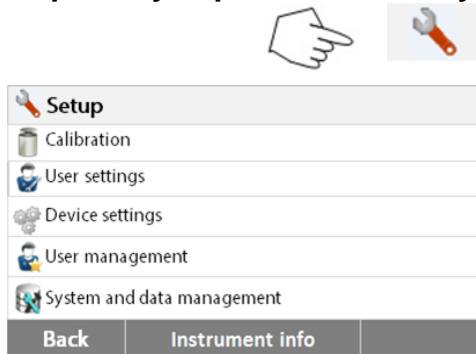 Setup
Calibration
User settings
Device settings
User management
System and data management
Back
Instrument info